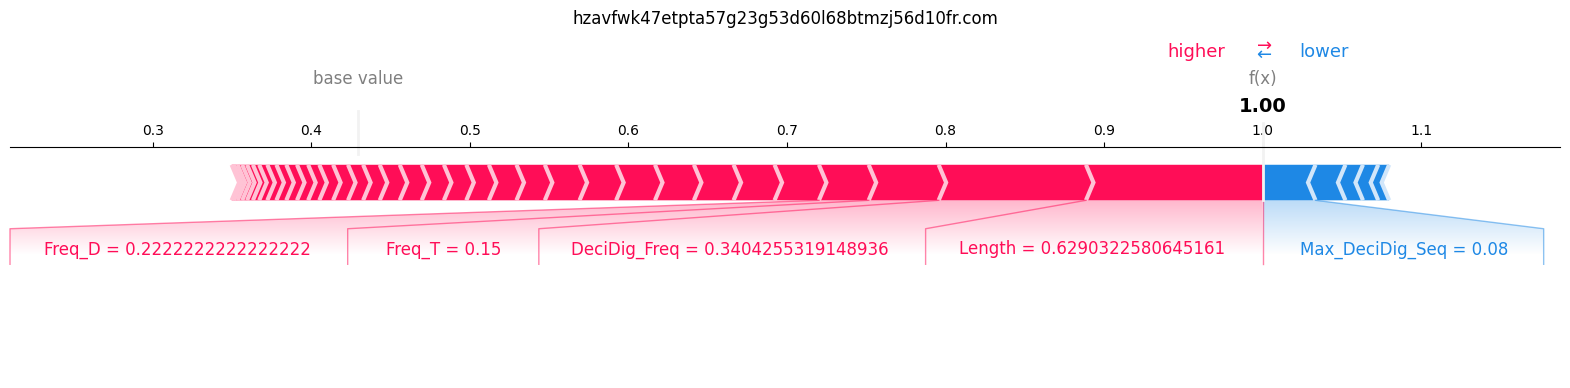 hzavfwk47etpta57g23g53d60l68btmzj56d10fr.com
higher ⇄ lower
base value f(x)
1.00
0.3 0.4 0.5 0.6 0.7 0.8 0.9 1.0 1.1
Freq_D = 0.2222222222222222 Freq_T = 0.15 DeciDig_Freq = 0.3404255319148936 Length = 0.6290322580645161 Max_DeciDig_Seq = 0.08